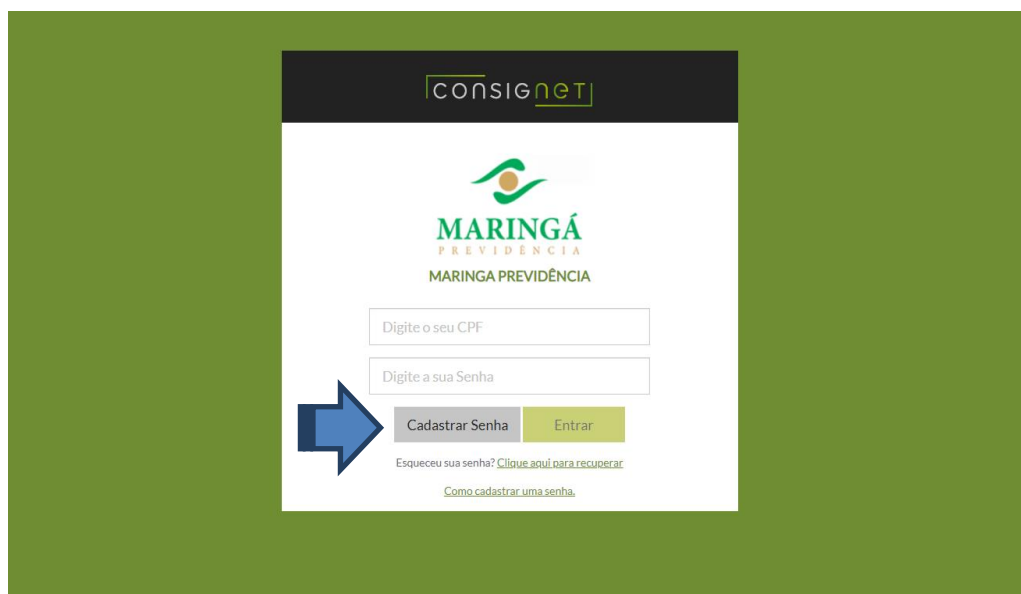 consignet
MARINGÁ
PREVIDÊNCIA
MARINGA PREVIDÊNCIA
Digite o seu CPF
Digite a sua Senha
Cadastrar Senha Entrar
Esqueceu sua senha? Clique aqui para recuperar
Como cadastrar uma senha.